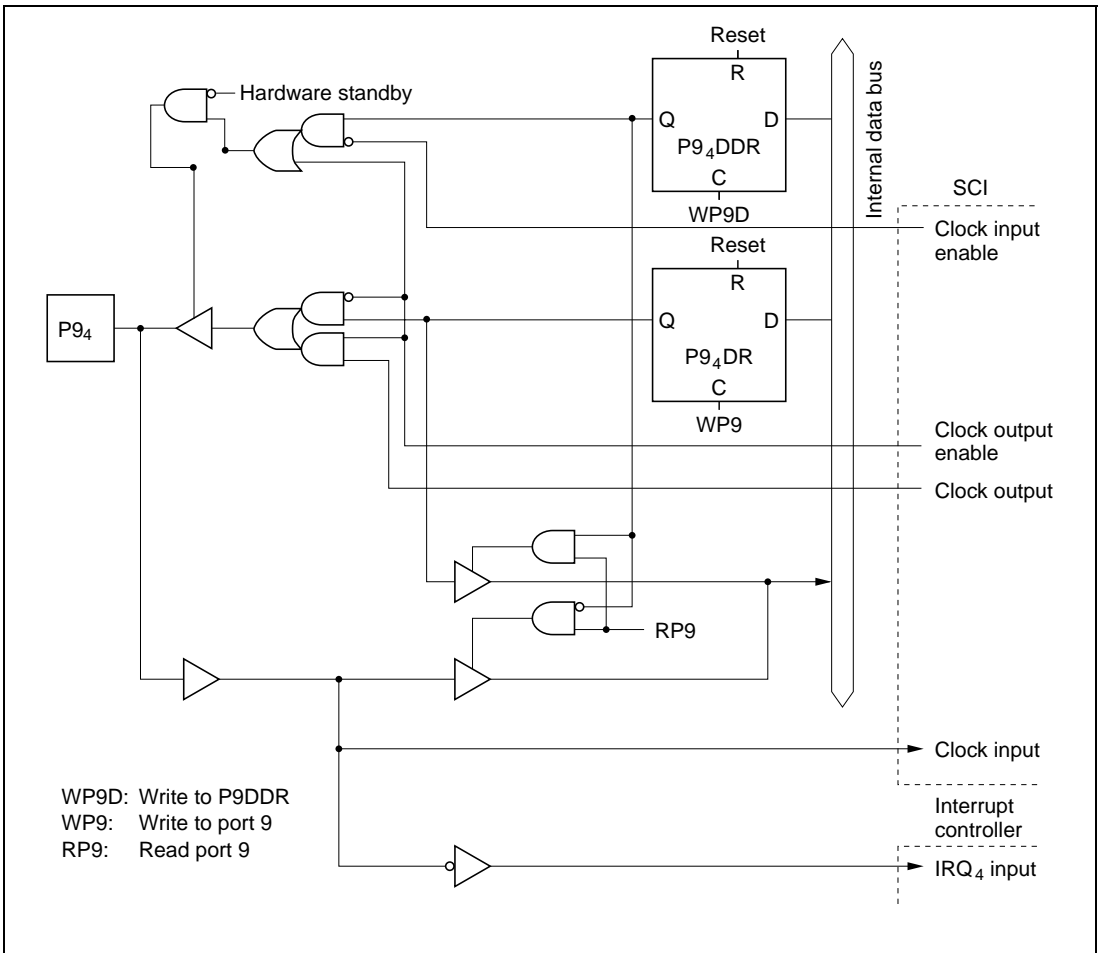 Reset
R
Hardware standby
Q
D
P9₄DDR
C
WP9D
Internal data bus
SCI
Clock input
enable
Reset
R
P9₄
Q
D
P9₄DR
C
WP9
Clock output
enable
Clock output
RP9
Clock input
WP9D: Write to P9DDR
WP9: Write to port 9
RP9: Read port 9
Interrupt
controller
IRQ₄ input